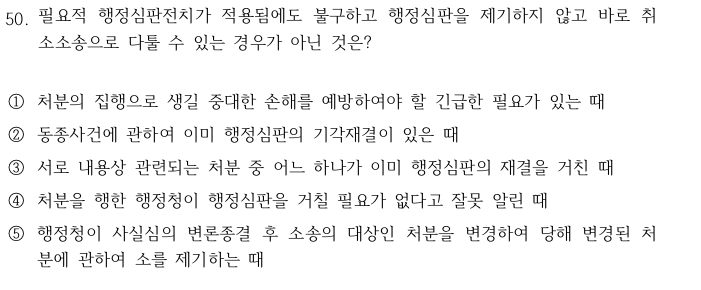 50. 필요적 행정심판전치가 적용됨에도 불구하고 행정심판을 제기하지 않고 바로 취
소소송으로 다툴 수 있는 경우가 아닌 것은?
① 처분의 집행으로 생길 중대한 손해를 예방하여야 할 긴급한 필요가 있는 때
② 동종사건에 관하여 이미 행정심판의 기각재결이 있은 때
③ 서로 내용상 관련되는 처분 중 어느 하나가 이미 행정심판의 재결을 거친 때
④ 처분을 행한 행정청이 행정심판을 거칠 필요가 없다고 잘못 알린 때
⑤ 행정청이 사실심의 변론종결 후 소송의 대상인 처분을 변경하여 당해 변경된 처
분에 관하여 소를 제기하는 때